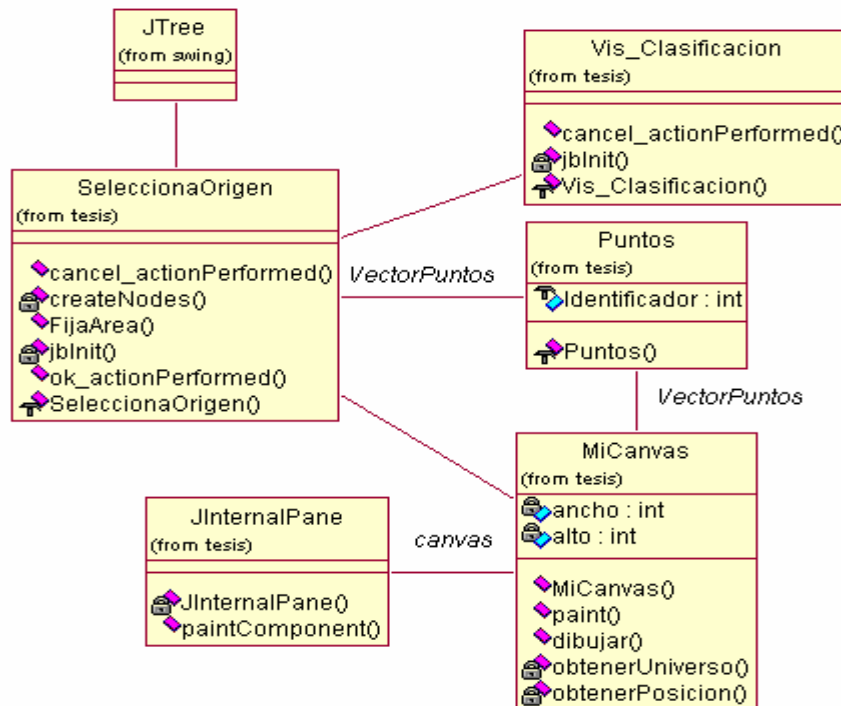 JTree
(from swing)
Vis_Clasificacion
(from tesis)
cancel_actionPerformed()
jbInit()
Vis_Clasificacion()
SeleccionaOrigen
(from tesis)
cancel_actionPerformed()
createNodes()
FijaArea()
jbInit()
ok_actionPerformed()
SeleccionaOrigen()
VectorPuntos
Puntos
(from tesis)
Identificador : int
Puntos()
VectorPuntos
MiCanvas
(from tesis)
ancho : int
alto : int
MiCanvas()
paint()
dibujar()
obtenerUniverso()
obtenerPosicion()
canvas
JInternalPane
(from tesis)
JInternalPane()
paintComponent()